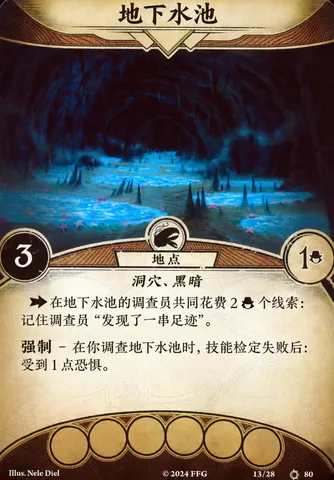 地下水池
3
地点
1
洞穴、黑暗
在地下水池的调查员共同花费2个线索:
记住调查员“发现了一串足迹”。
强制 – 在你调查地下水池时,技能检定失败后:
受到1点恐惧。
Illus. Nele Diel
© 2024 FFG
13/28
80